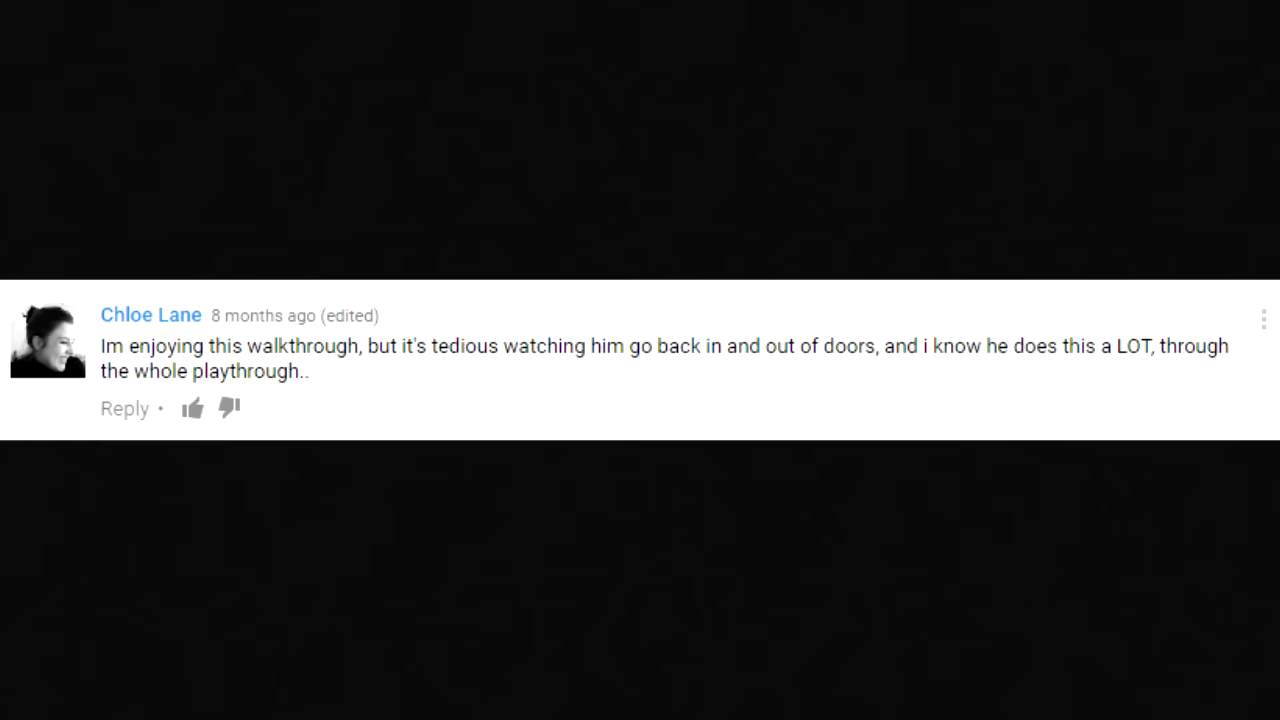 Chloe Lane 8 months ago (edited)
Im enjoying this walkthrough, but it's tedious watching him go back in and out of doors, and i know he does this a LOT, through
the whole playthrough..
Reply •